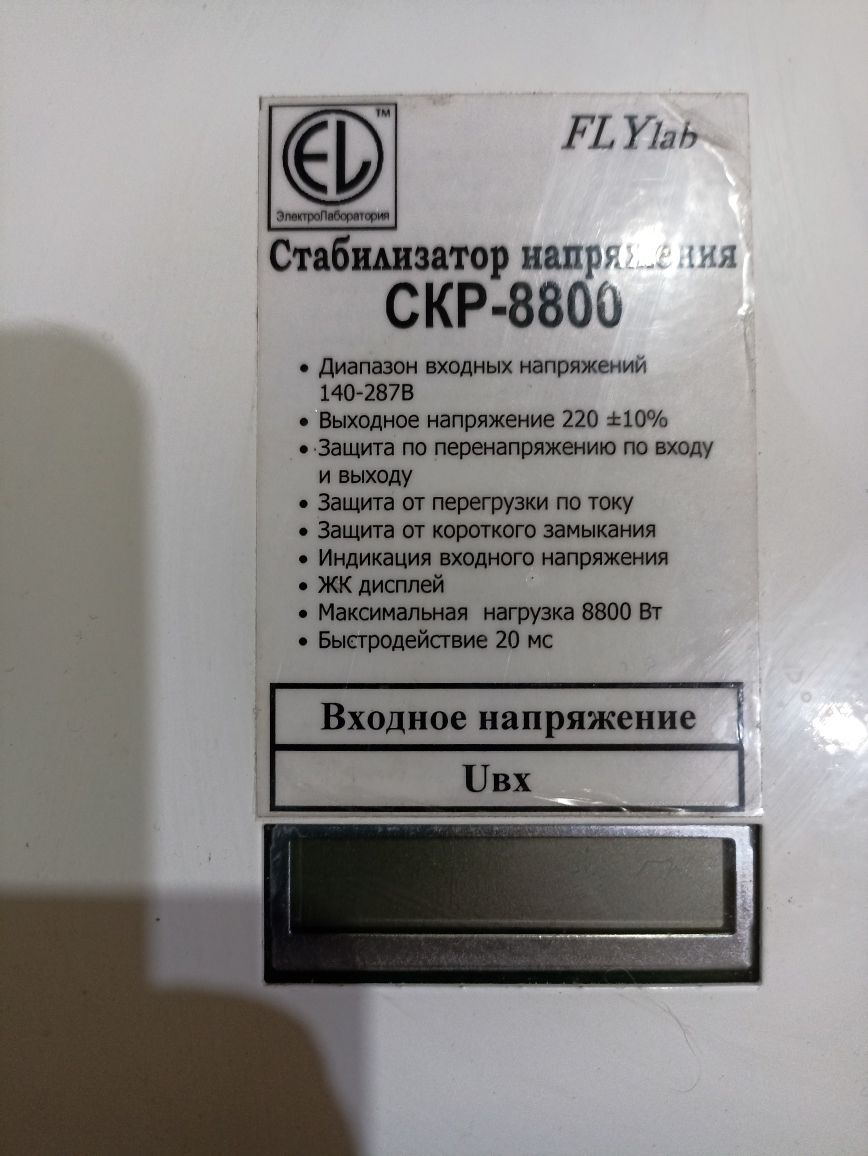 EL™
ЭлектроЛаборатория
FLYlab
Стабилизатор напряжения
СКР-8800
• Диапазон входных напряжений
140-287В
• Выходное напряжение 220 ±10%
• Защита по перенапряжению по входу
и выходу
• Защита от перегрузки по току
• Защита от короткого замыкания
• Индикация входного напряжения
• ЖК дисплей
• Максимальная нагрузка 8800 Вт
• Быстродействие 20 мс
Входное напряжение
Uвх